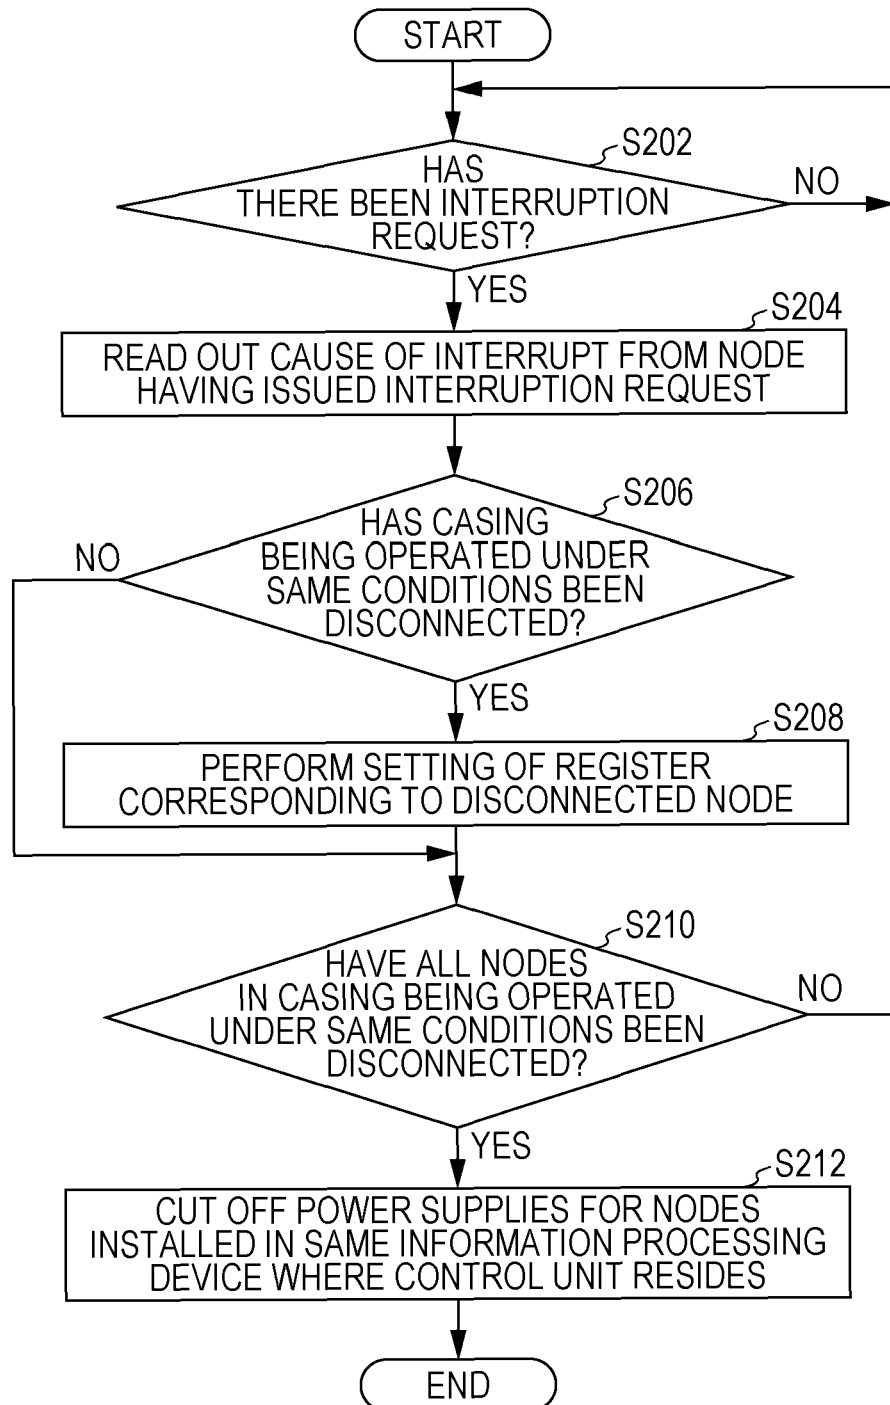 START
S202
HAS
THERE BEEN INTERRUPTION
REQUEST?
NO
YES
S204
READ OUT CAUSE OF INTERRUPT FROM NODE
HAVING ISSUED INTERRUPTION REQUEST
S206
HAS CASING
BEING OPERATED UNDER
SAME CONDITIONS BEEN
DISCONNECTED?
NO
YES
S208
PERFORM SETTING OF REGISTER
CORRESPONDING TO DISCONNECTED NODE
S210
HAVE ALL NODES
IN CASING BEING OPERATED
UNDER SAME CONDITIONS BEEN
DISCONNECTED?
NO
YES
S212
CUT OFF POWER SUPPLIES FOR NODES
INSTALLED IN SAME INFORMATION PROCESSING
DEVICE WHERE CONTROL UNIT RESIDES
END